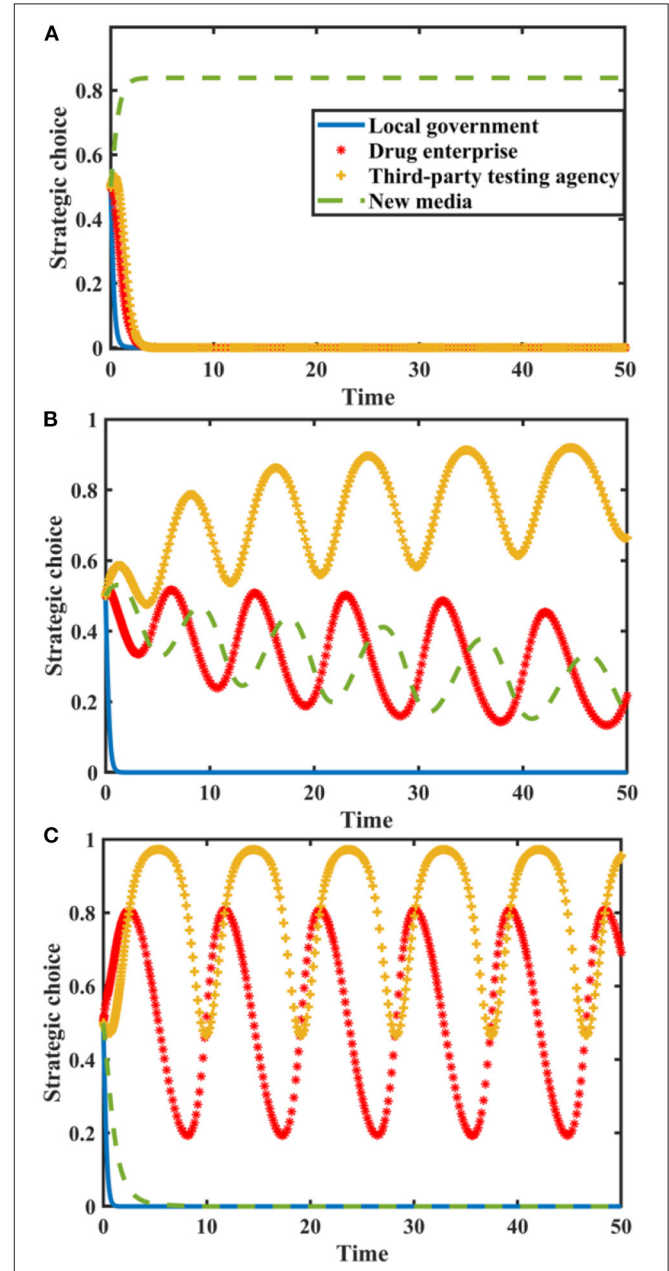 A
0.8
0.6
0.4
0.2
0
Strategic choice
Local government
Drug enterprise
Third-party testing agency
New media
0 10 20 30 40 50
Time
B
1
0.8
0.6
0.4
0.2
0
Strategic choice
0 10 20 30 40 50
Time
C
1
0.8
0.6
0.4
0.2
0
Strategic choice
0 10 20 30 40 50
Time